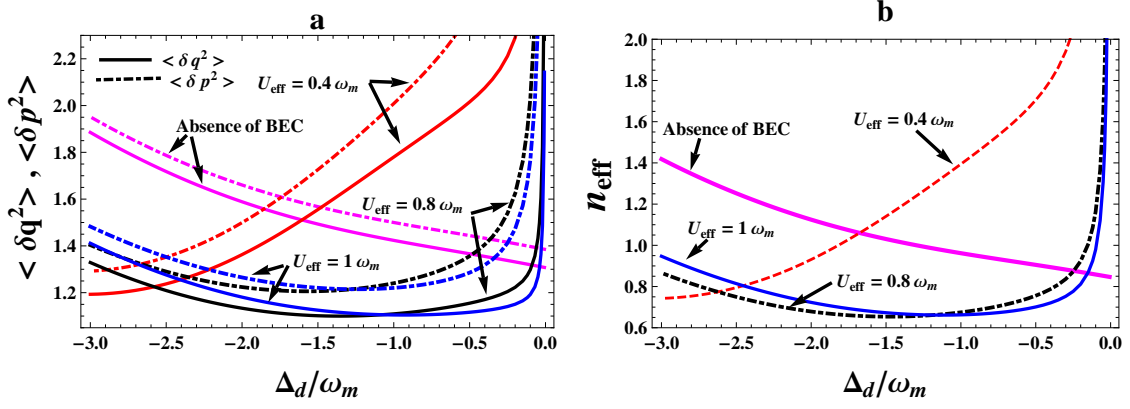 a
< δq² >, < δp² >
2.2
2.0
1.8
1.6
1.4
1.2
< δ q² >
< δ p² >
U_eff = 0.4 ω_m
Absence of BEC
U_eff = 0.8 ω_m
U_eff = 1 ω_m
−3.0 −2.5 −2.0 −1.5 −1.0 −0.5 0.0
Δ_d/ω_m
b
n_eff
2.0
1.8
1.6
1.4
1.2
1.0
0.8
0.6
U_eff = 0.4 ω_m
Absence of BEC
U_eff = 1 ω_m
U_eff = 0.8 ω_m
−3.0 −2.5 −2.0 −1.5 −1.0 −0.5 0.0
Δ_d/ω_m